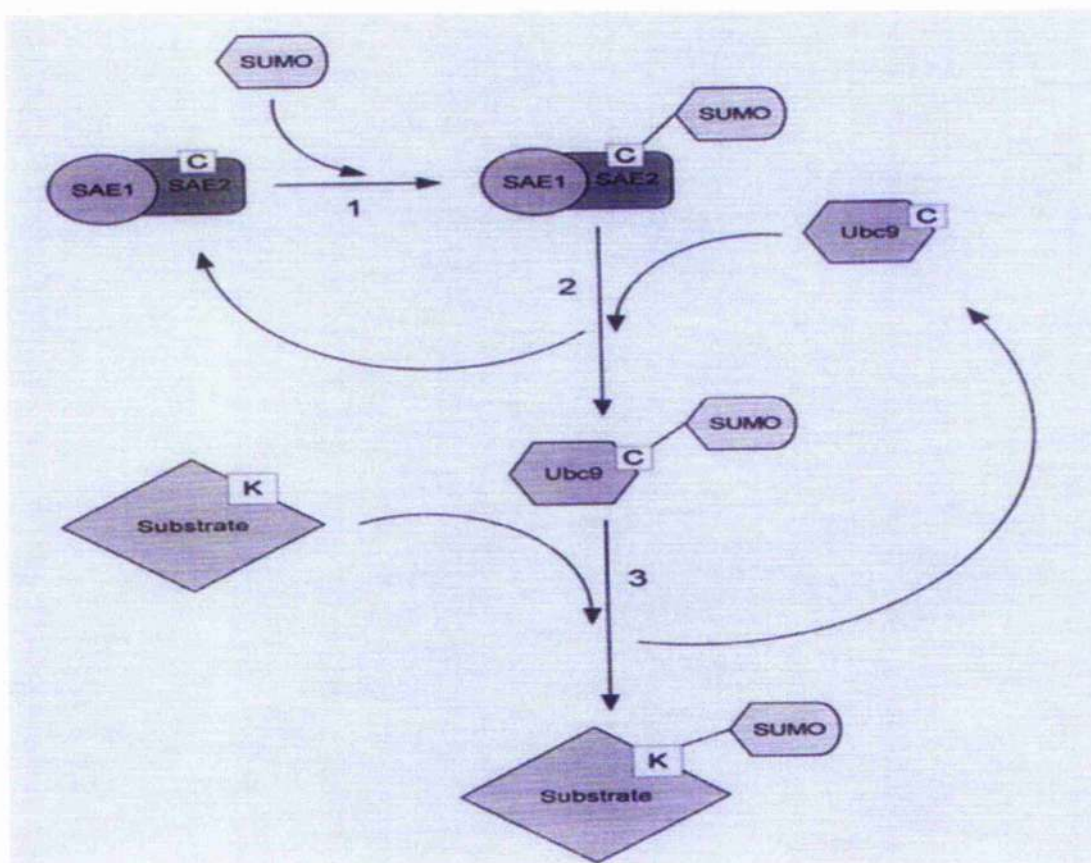 SUMO
SUMO
C
C
SAE1
SAE2
SAE1
SAE2
1
C
Ubc9
2
SUMO
C
Ubc9
K
Substrate
3
SUMO
K
Substrate